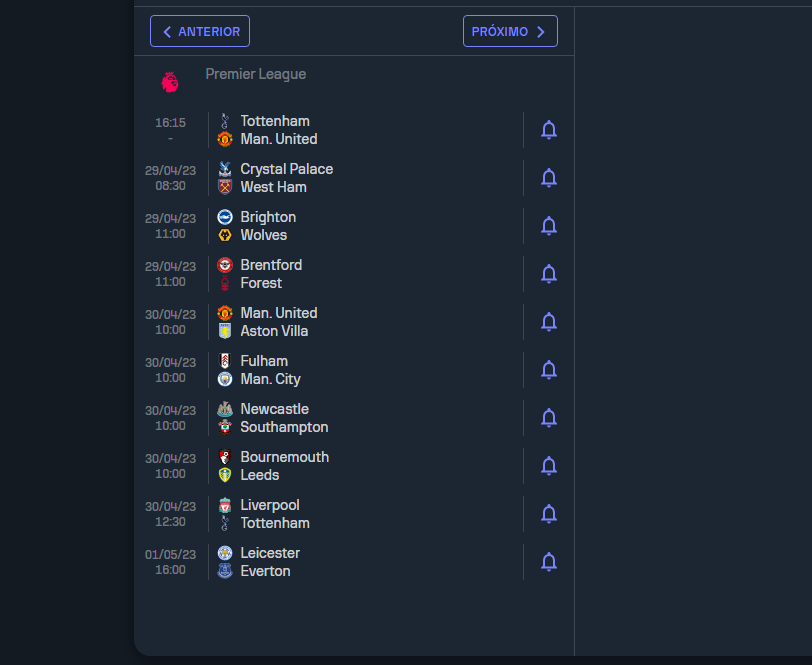 ANTERIOR
PRÓXIMO
Premier League
16:15
-
Tottenham
Man. United
29/04/23
08:30
Crystal Palace
West Ham
29/04/23
11:00
Brighton
Wolves
29/04/23
11:00
Brentford
Forest
30/04/23
10:00
Man. United
Aston Villa
30/04/23
10:00
Fulham
Man. City
30/04/23
10:00
Newcastle
Southampton
30/04/23
10:00
Bournemouth
Leeds
30/04/23
12:30
Liverpool
Tottenham
01/05/23
16:00
Leicester
Everton